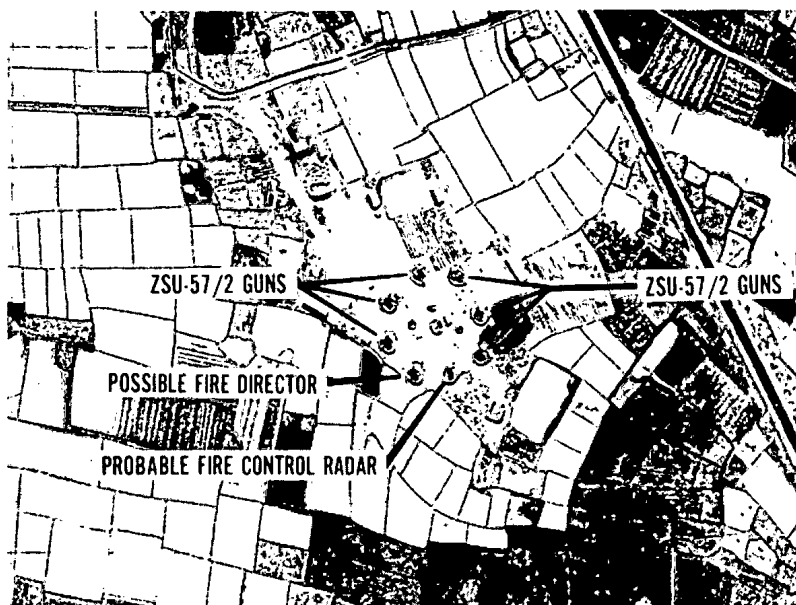 ZSU-57/2 GUNS
ZSU-57/2 GUNS
POSSIBLE FIRE DIRECTOR
PROBABLE FIRE CONTROL RADAR